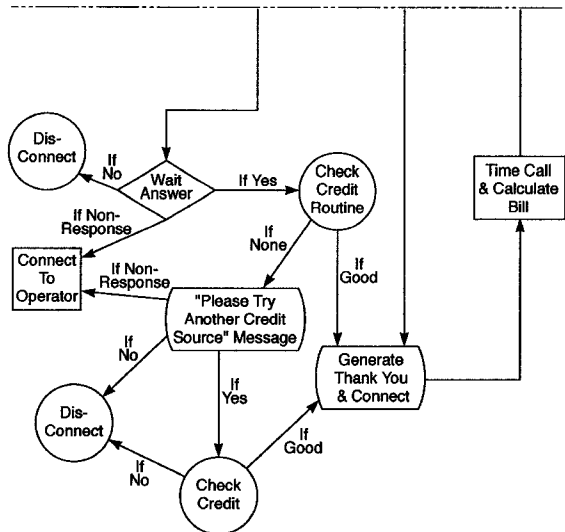 Dis-
Connect
If
No
Wait
Answer
If Yes
Check
Credit
Routine
Time Call
& Calculate
Bill
If Non-
Response
Connect
To
Operator
If Non-
Response
If
None
If
Good
"Please Try
Another Credit
Source" Message
Generate
Thank You
& Connect
If
No
If
Yes
Dis-
Connect
If
No
If
Good
Check
Credit